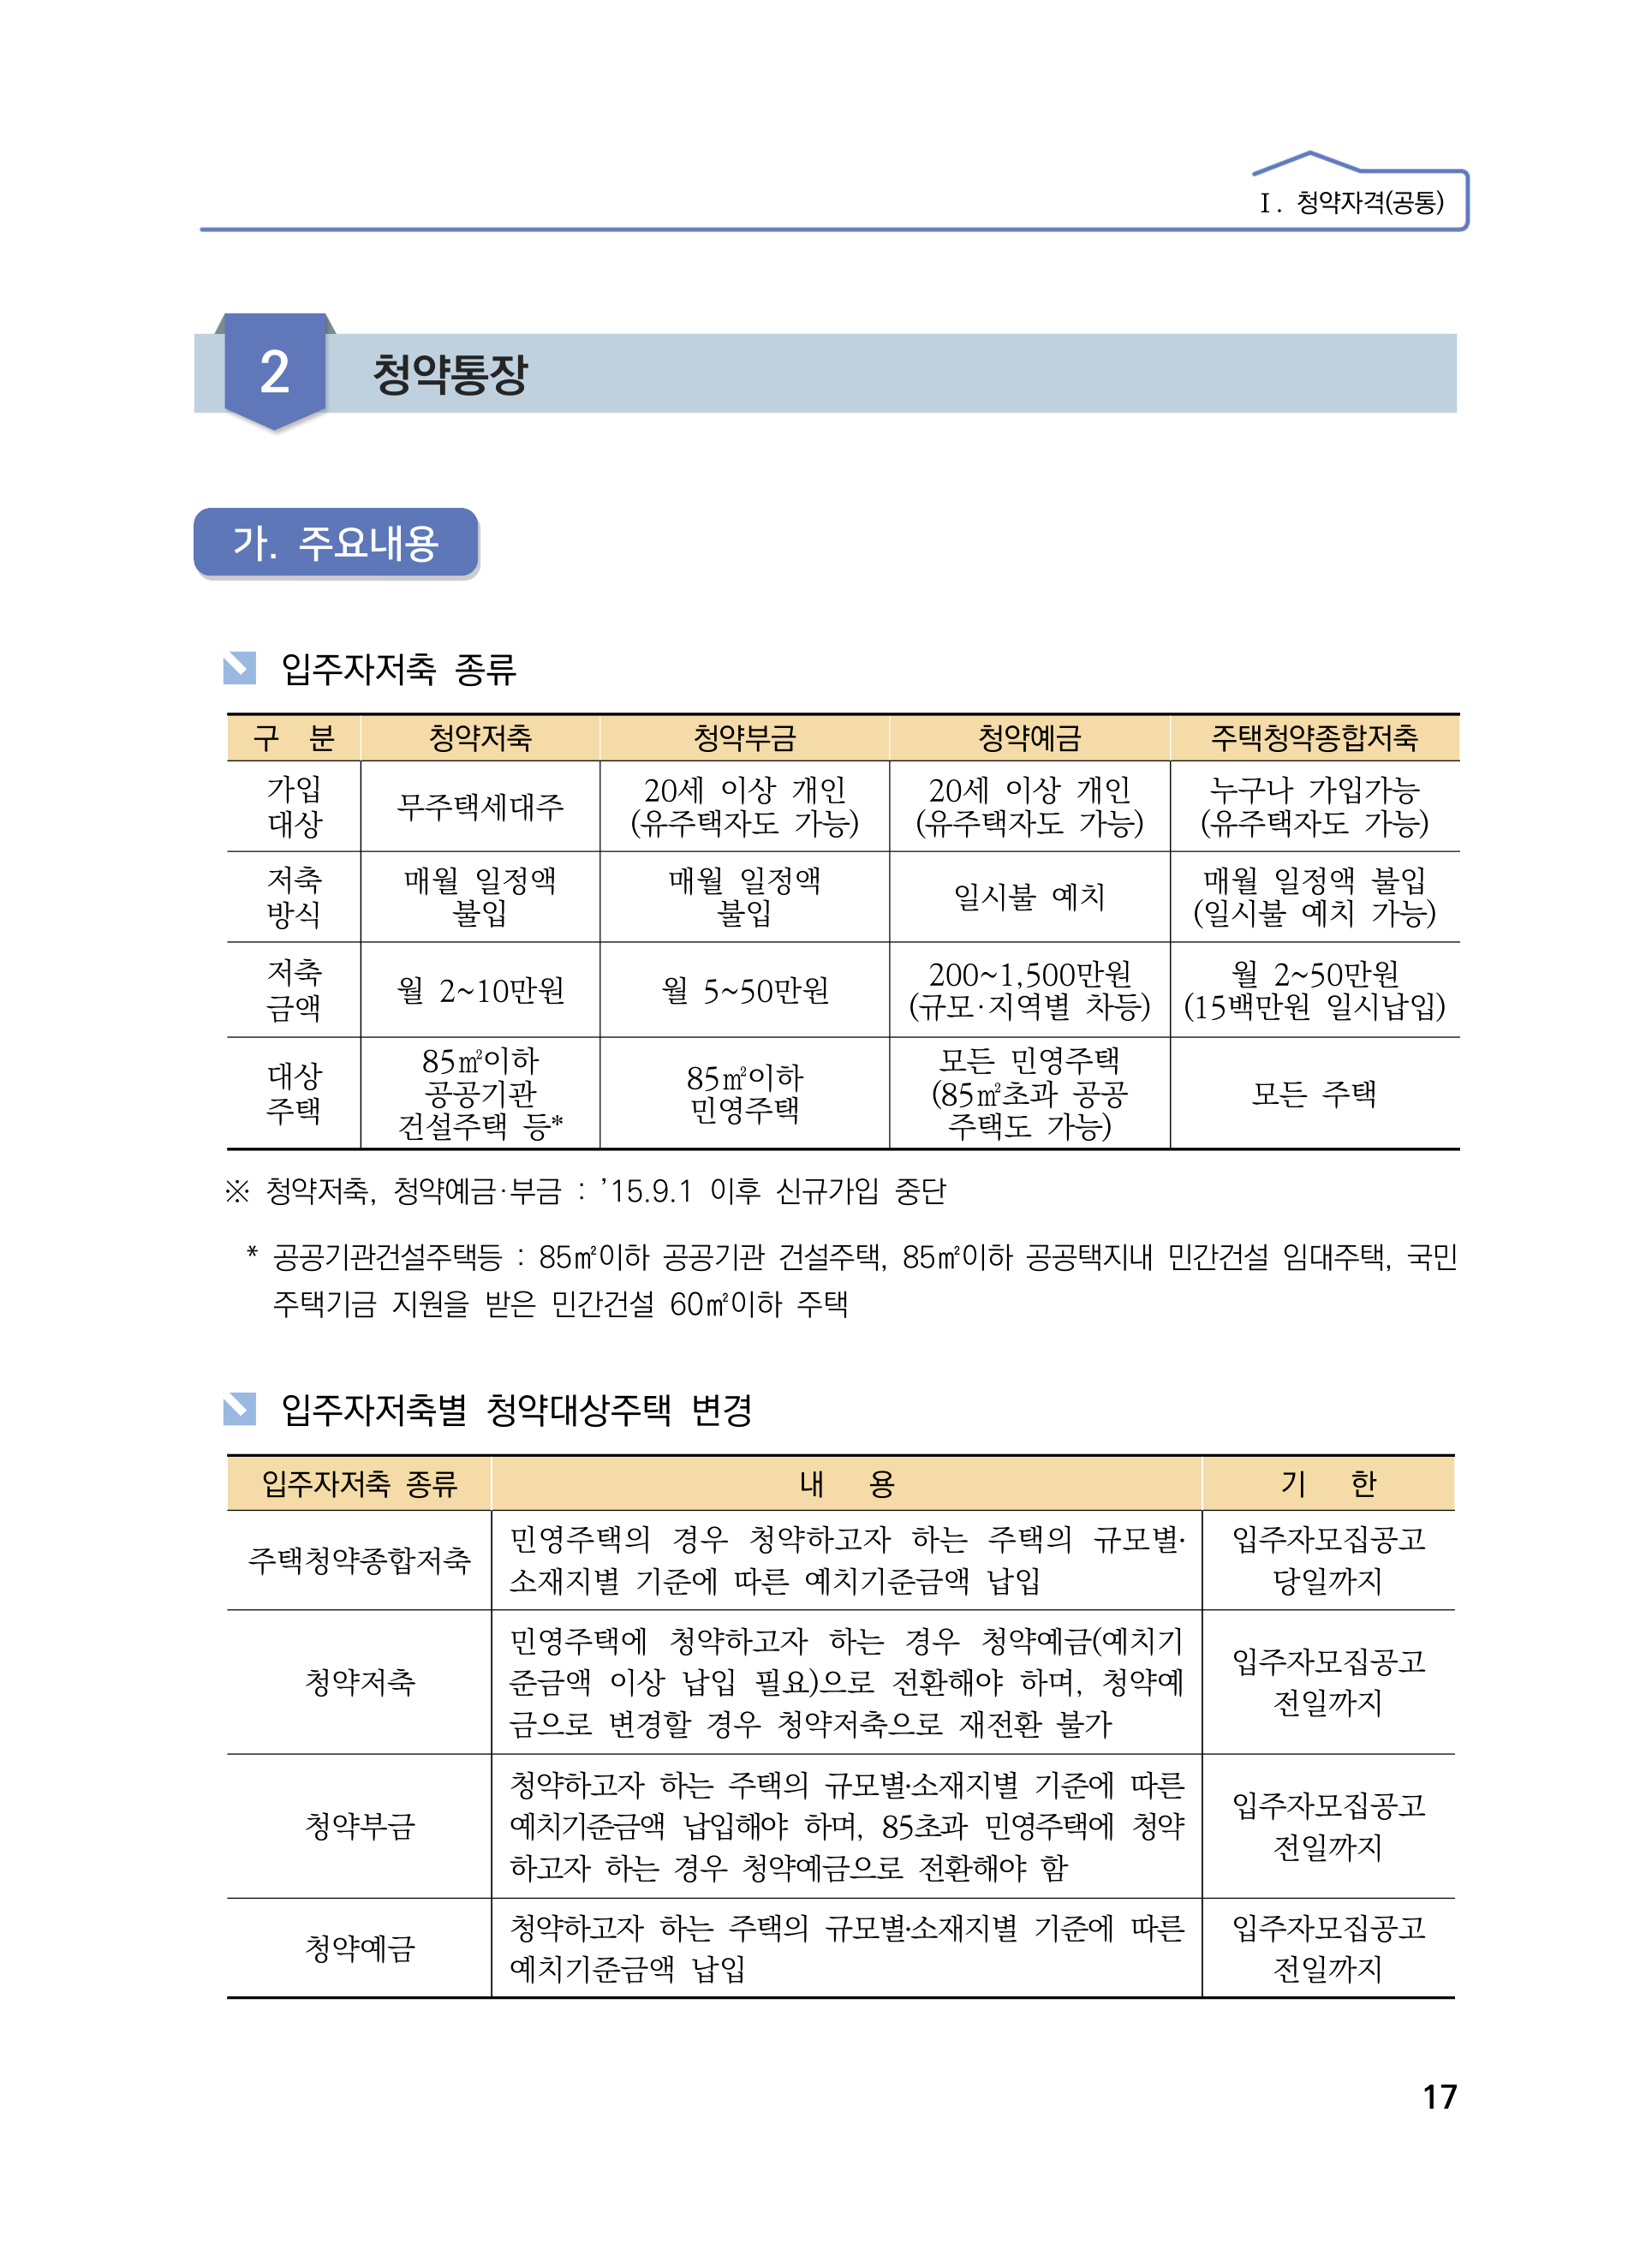 Ⅰ. 청약자격(공통)
2 청약통장
가. 주요내용
입주자저축 종류
구 분 청약저축 청약부금 청약예금 주택청약종합저축
가입
대상
무주택세대주
20세 이상 개인
(유주택자도 가능)
20세 이상 개인
(유주택자도 가능)
누구나 가입가능
(유주택자도 가능)
저축
방식
매월 일정액
불입
매월 일정액
불입
일시불 예치
매월 일정액 불입
(일시불 예치 가능)
저축
금액
월 2~10만원
월 5~50만원
200~1,500만원
(규모·지역별 차등)
월 2~50만원
(15백만원 일시납입)
대상
주택
85㎡이하
공공기관
건설주택 등*
85㎡이하
민영주택
모든 민영주택
(85㎡초과 공공
주택도 가능)
모든 주택
※ 청약저축, 청약예금·부금 : ’15.9.1 이후 신규가입 중단
* 공공기관건설주택등 : 85㎡이하 공공기관 건설주택, 85㎡이하 공공택지내 민간건설 임대주택, 국민
주택기금 지원을 받은 민간건설 60㎡이하 주택
입주자저축별 청약대상주택 변경
입주자저축 종류 내 용 기 한
주택청약종합저축
민영주택의 경우 청약하고자 하는 주택의 규모별·
소재지별 기준에 따른 예치기준금액 납입
입주자모집공고
당일까지
청약저축
민영주택에 청약하고자 하는 경우 청약예금(예치기
준금액 이상 납입 필요)으로 전환해야 하며, 청약예
금으로 변경할 경우 청약저축으로 재전환 불가
입주자모집공고
전일까지
청약부금
청약하고자 하는 주택의 규모별·소재지별 기준에 따른
예치기준금액 납입해야 하며, 85초과 민영주택에 청약
하고자 하는 경우 청약예금으로 전환해야 함
입주자모집공고
전일까지
청약예금
청약하고자 하는 주택의 규모별·소재지별 기준에 따른
예치기준금액 납입
입주자모집공고
전일까지
17